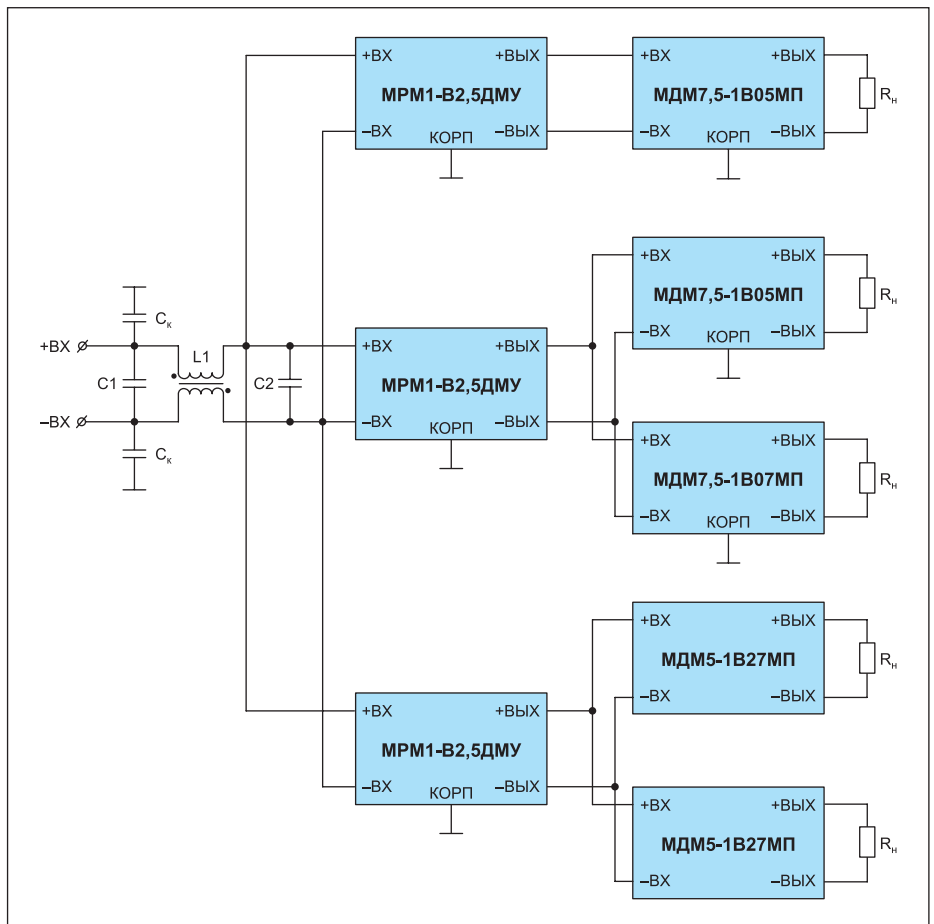 +ВХ
+ВЫХ
МРМ1-В2,5ДМУ
–ВХ
–ВЫХ
КОРП
+ВХ
+ВЫХ
МДМ7,5-1В05МП
–ВХ
–ВЫХ
КОРП
Rн
+ВХ
+ВЫХ
МДМ7,5-1В05МП
–ВХ
–ВЫХ
КОРП
Rн
Cк
+ВХ
L1
C1
C2
–ВХ
Cк
+ВХ
+ВЫХ
МРМ1-В2,5ДМУ
–ВХ
–ВЫХ
КОРП
+ВХ
+ВЫХ
МДМ7,5-1В07МП
–ВХ
–ВЫХ
КОРП
Rн
+ВХ
+ВЫХ
МДМ5-1В27МП
–ВХ
–ВЫХ
Rн
+ВХ
+ВЫХ
МРМ1-В2,5ДМУ
–ВХ
–ВЫХ
КОРП
+ВХ
+ВЫХ
МДМ5-1В27МП
–ВХ
–ВЫХ
Rн